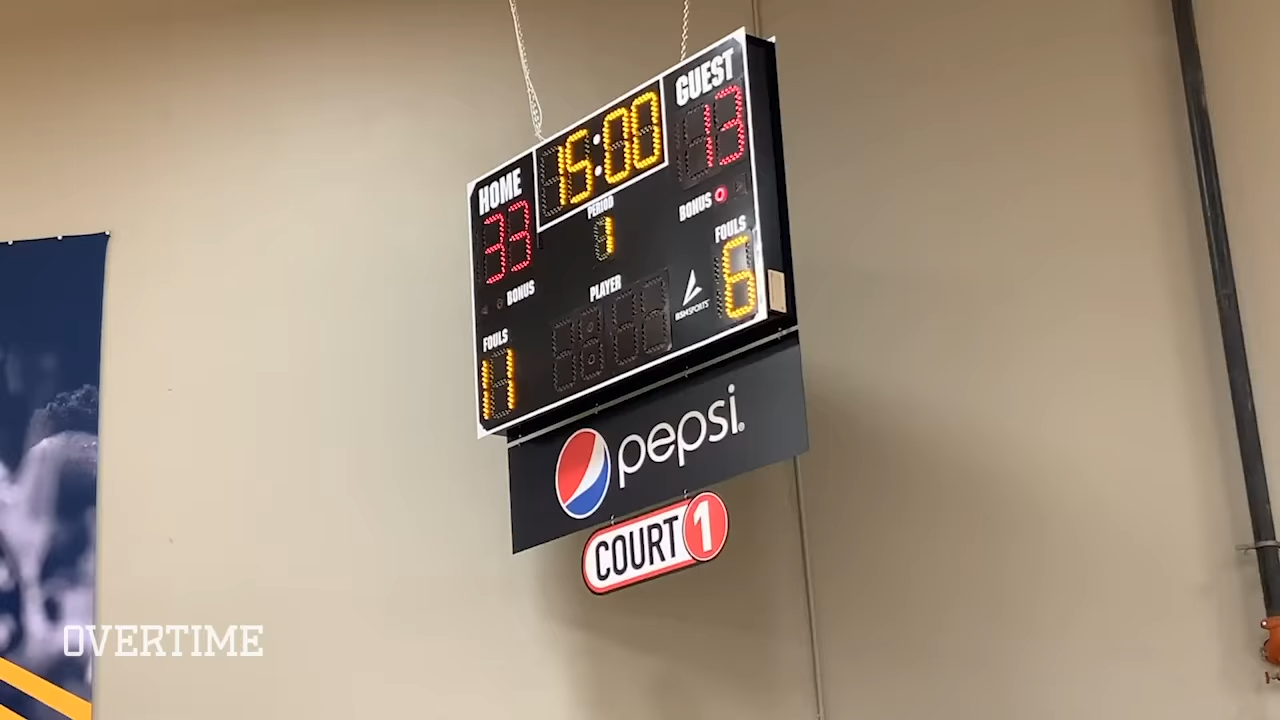 GUEST
15:00
13
HOME
33
PERIOD
1
BONUS
BONUS
FOULS
6
PLAYER
FOULS
11
pepsi
COURT 1
OVERTIME